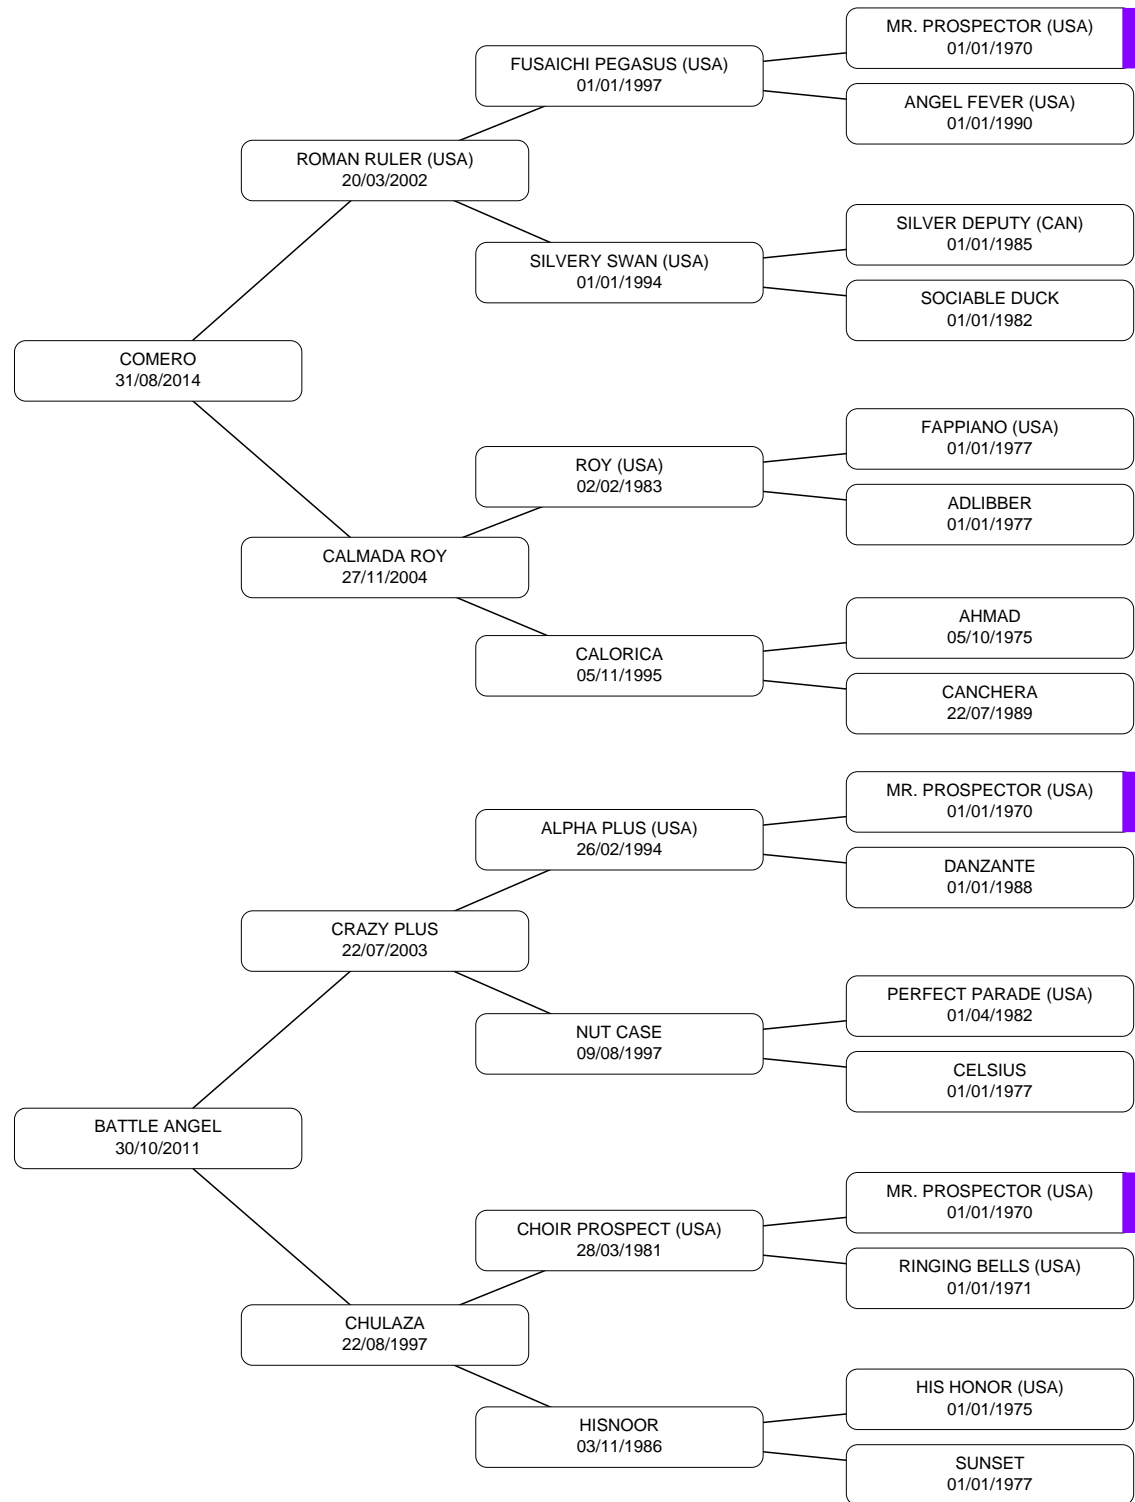 MR. PROSPECTOR (USA)
01/01/1970
FUSAICHI PEGASUS (USA)
01/01/1997
ANGEL FEVER (USA)
01/01/1990
ROMAN RULER (USA)
20/03/2002
SILVER DEPUTY (CAN)
01/01/1985
SILVERY SWAN (USA)
01/01/1994
SOCIABLE DUCK
01/01/1982
COMERO
31/08/2014
FAPPIANO (USA)
01/01/1977
ROY (USA)
02/02/1983
ADLIBBER
01/01/1977
CALMADA ROY
27/11/2004
AHMAD
05/10/1975
CALORICA
05/11/1995
CANCHERA
22/07/1989
MR. PROSPECTOR (USA)
01/01/1970
ALPHA PLUS (USA)
26/02/1994
DANZANTE
01/01/1988
CRAZY PLUS
22/07/2003
PERFECT PARADE (USA)
01/04/1982
NUT CASE
09/08/1997
CELSIUS
01/01/1977
BATTLE ANGEL
30/10/2011
MR. PROSPECTOR (USA)
01/01/1970
CHOIR PROSPECT (USA)
28/03/1981
RINGING BELLS (USA)
01/01/1971
CHULAZA
22/08/1997
HIS HONOR (USA)
01/01/1975
HISNOOR
03/11/1986
SUNSET
01/01/1977